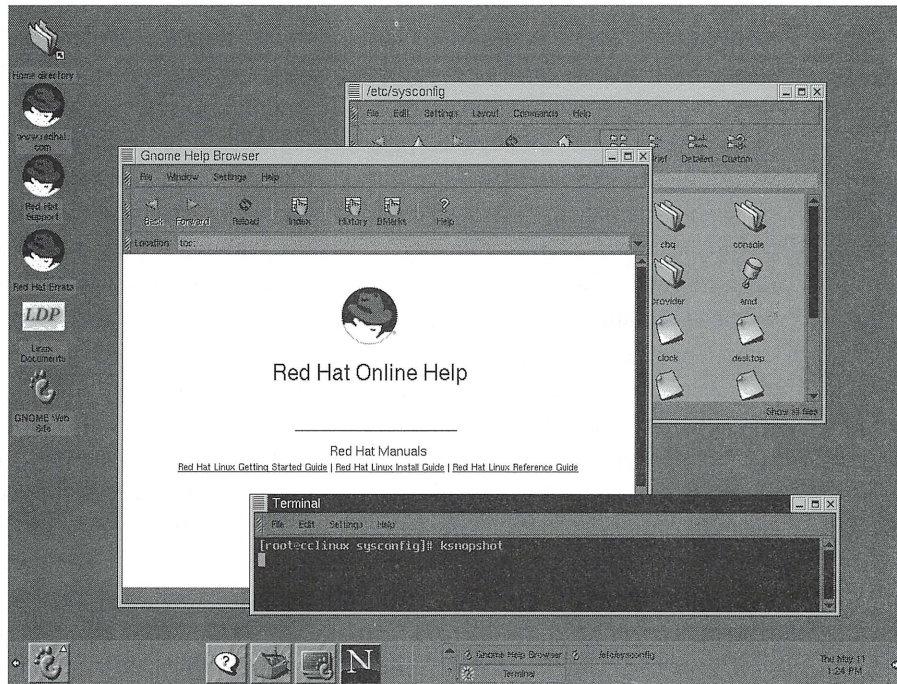 Home directory
www.redhat.
com
Red Hat
Support
Red Hat Errata
LDP
Linux
Documents
GNOME Web
Site
/etc/sysconfig
File Edit Settings Layout Commands Help
Detailed Custom
cbq console
provider amd
clock desktop
Show all files
Gnome Help Browser
File Window Settings Help
Back Forward Reload Index History BMarks Help
Location: toc:
Red Hat Online Help
Red Hat Manuals
Red Hat Linux Getting Started Guide | Red Hat Linux Install Guide | Red Hat Linux Reference Guide
Terminal
File Edit Settings Help
[root@cclinux sysconfig]# ksnapshot
N
? Gnome Help Browser /etc/sysconfig
Terminal
Thu May 11
1:24 PM